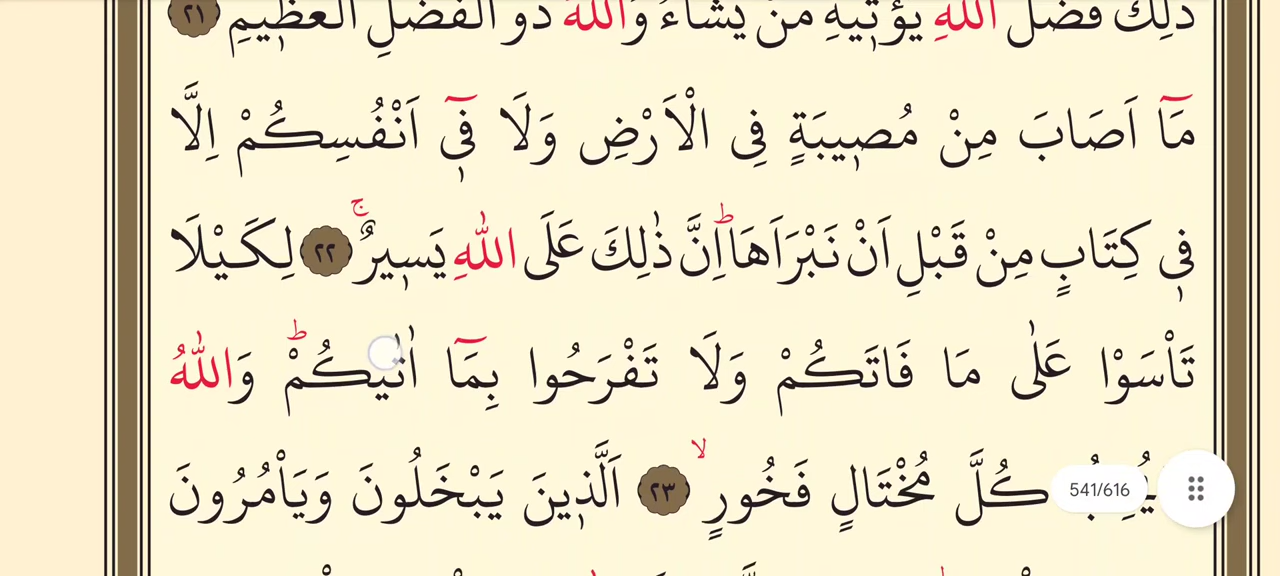 ذٰلِكَ فَضْلُ اللّٰهِ يُؤْت۪يهِ مَنْ يَشَٓاءُ وَاللّٰهُ ذُو الْفَضْلِ الْعَظ۪يمِ ٢١
مَٓا اَصَابَ مِنْ مُص۪يبَةٍ فِى الْاَرْضِ وَلَا ف۪ٓى اَنْفُسِكُمْ اِلَّا
ف۪ى كِتَابٍ مِنْ قَبْلِ اَنْ نَبْرَاَهَاۜ اِنَّ ذٰلِكَ عَلَى اللّٰهِ يَس۪يرٌۚ ٢٢ لِكَيْلَا
تَأْسَوْا عَلٰى مَا فَاتَكُمْ وَلَا تَفْرَحُوا بِمَٓا اٰتٰيكُمْۜ وَاللّٰهُ
كُلَّ مُخْتَالٍ فَخُورٍۙ ٢٣ اَلَّذ۪ينَ يَبْخَلُونَ وَيَاْمُرُونَ
541/616